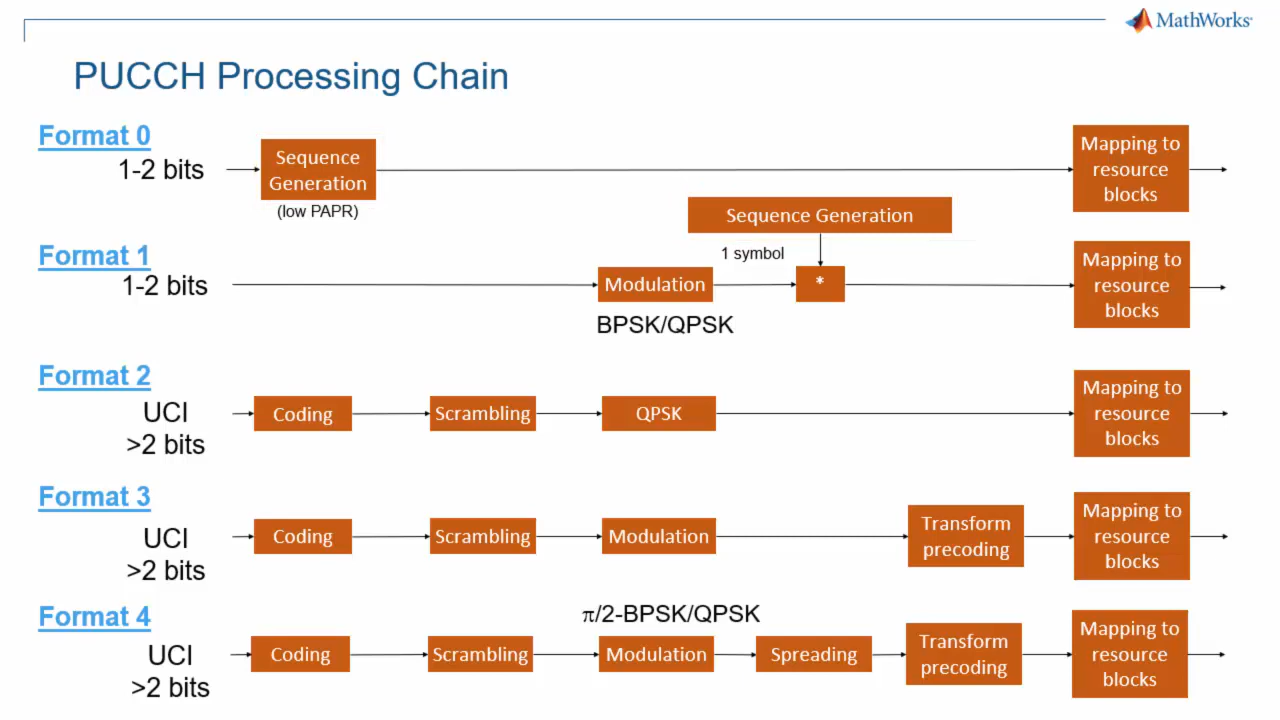 MathWorks®
PUCCH Processing Chain
Format 0
1-2 bits
Sequence
Generation
(low PAPR)
Mapping to
resource
blocks
Sequence Generation
Format 1
1-2 bits
Modulation
BPSK/QPSK
1 symbol
*
Mapping to
resource
blocks
Format 2
UCI
>2 bits
Coding
Scrambling
QPSK
Mapping to
resource
blocks
Format 3
UCI
>2 bits
Coding
Scrambling
Modulation
Transform
precoding
Mapping to
resource
blocks
Format 4
UCI
>2 bits
Coding
Scrambling
π/2-BPSK/QPSK
Modulation
Spreading
Transform
precoding
Mapping to
resource
blocks